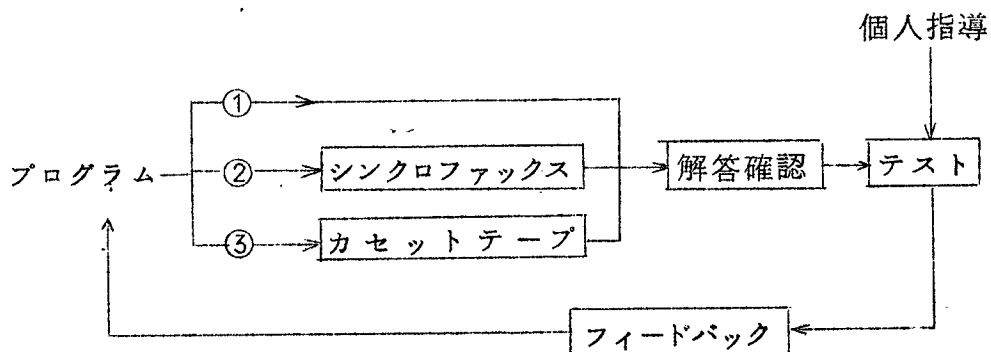 個人指導
①
プログラム
②
シンクロファックス
解答確認
テスト
③
カセットテープ
フィードバック